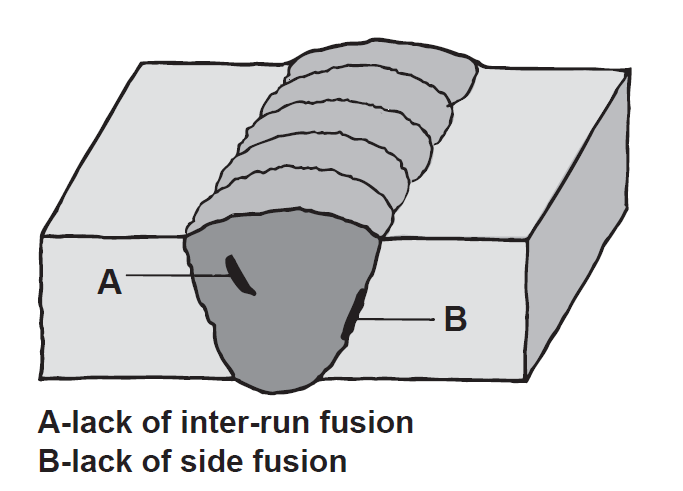 A
B
A-lack of inter-run fusion
B-lack of side fusion